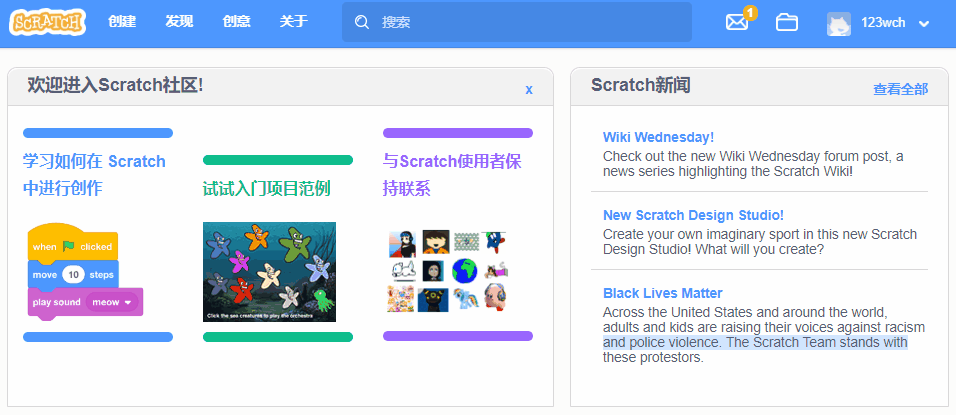 SCRATCH 创建 发现 创意 关于 搜索 1 123wch
欢迎进入Scratch社区!
x
学习如何在 Scratch
中进行创作
when clicked
move 10 steps
play sound meow
试试入门项目范例
Click the sea creatures to play the orchestra
与Scratch使用者保
持联系
Scratch新闻
查看全部
Wiki Wednesday!
Check out the new Wiki Wednesday forum post, a
news series highlighting the Scratch Wiki!
New Scratch Design Studio!
Create your own imaginary sport in this new Scratch
Design Studio! What will you create?
Black Lives Matter
Across the United States and around the world,
adults and kids are raising their voices against racism
and police violence. The Scratch Team stands with
these protestors.